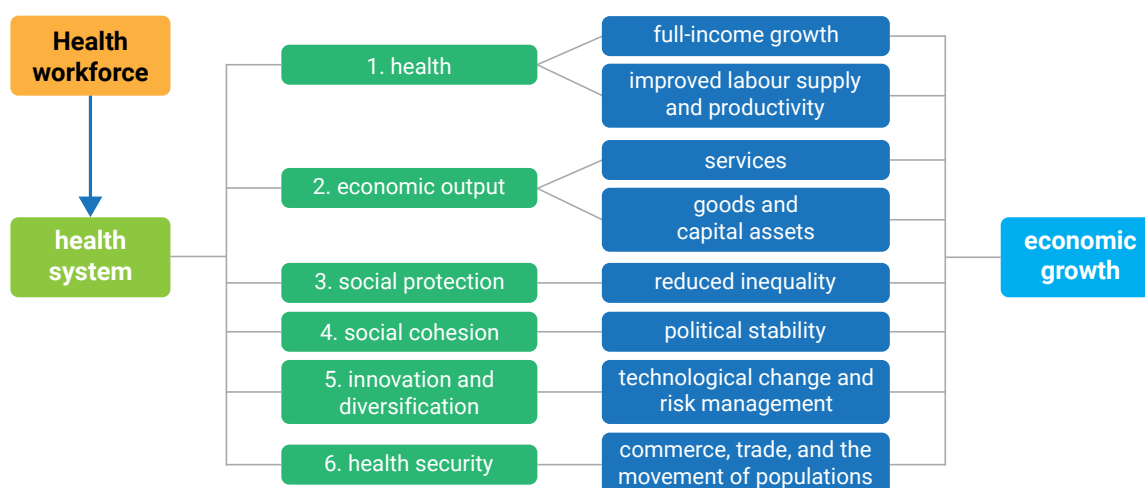 Health
workforce
health
system
1. health
full-income growth
improved labour supply
and productivity
2. economic output
services
goods and
capital assets
3. social protection
reduced inequality
4. social cohesion
political stability
5. innovation and
diversification
technological change and
risk management
6. health security
commerce, trade, and the
movement of populations
economic
growth